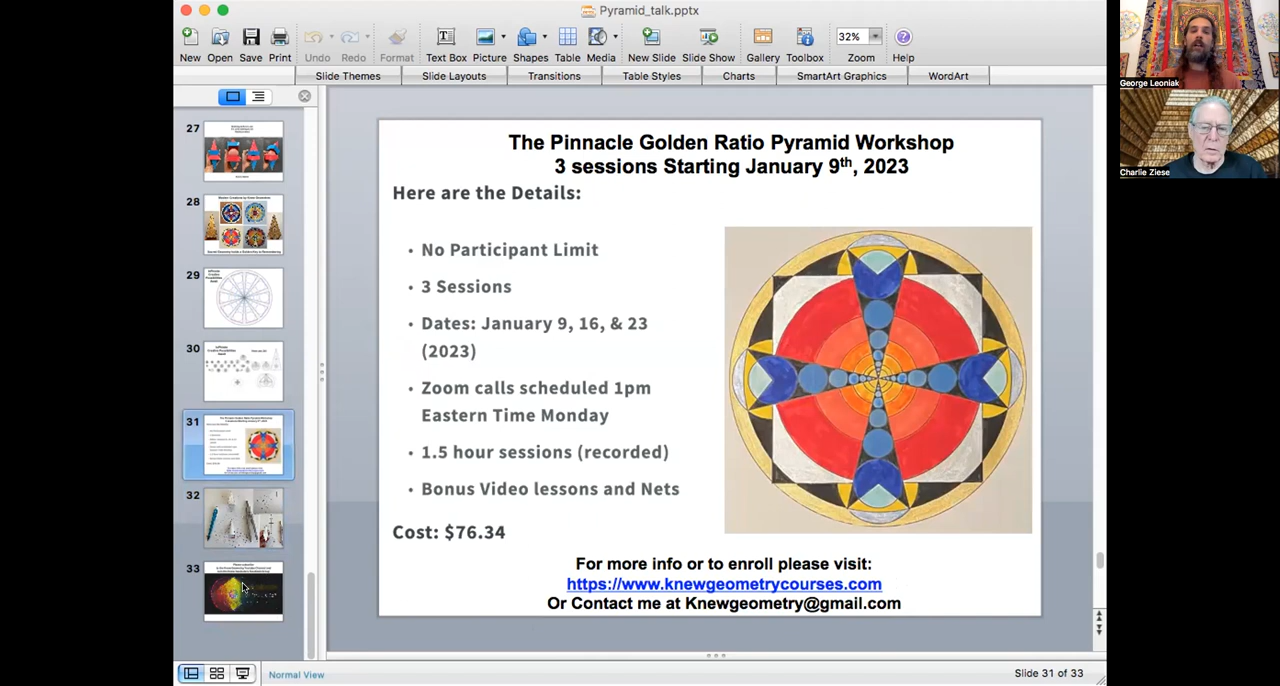 Pyramid_talk.pptx
New Open Save Print Undo Redo Format Text Box Picture Shapes Table Media New Slide Slide Show Gallery Toolbox Zoom Help
32%
Slide Themes Slide Layouts Transitions Table Styles Charts SmartArt Graphics WordArt
George Leoniak
Charlie Ziese
27
28
29
30
31
32
33
The Pinnacle Golden Ratio Pyramid Workshop
3 sessions Starting January 9th, 2023
Here are the Details:
• No Participant Limit
• 3 Sessions
• Dates: January 9, 16, & 23
(2023)
• Zoom calls scheduled 1pm
Eastern Time Monday
• 1.5 hour sessions (recorded)
• Bonus Video lessons and Nets
Cost: $76.34
For more info or to enroll please visit:
https://www.knewgeometrycourses.com
Or Contact me at Knewgeometry@gmail.com
Normal View
Slide 31 of 33